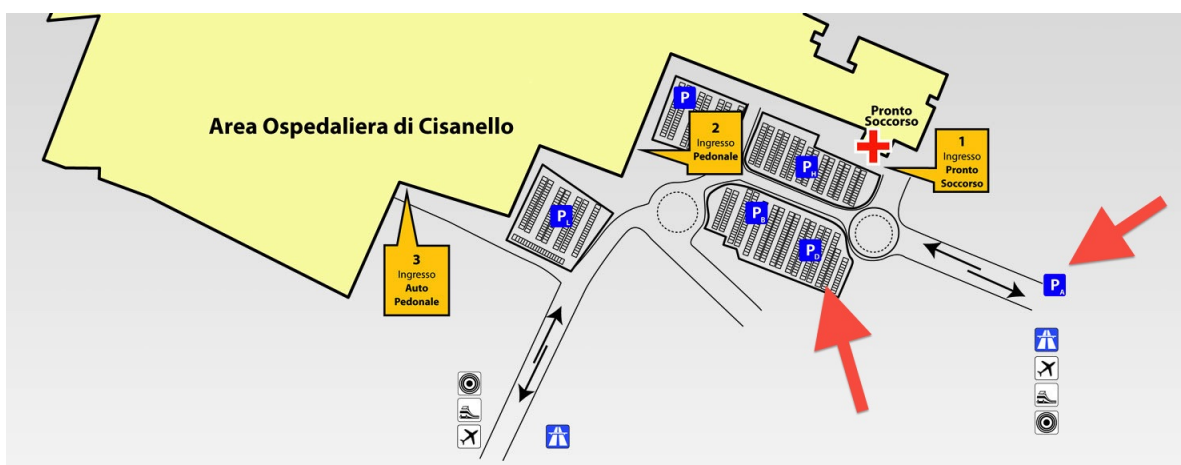 Area Ospedaliera di Cisanello
P
2
Ingresso
Pedonale
Pronto
Soccorso
1
Ingresso
Pronto
Soccorso
P H
P B
P D
P L
3
Ingresso
Auto
Pedonale
P A